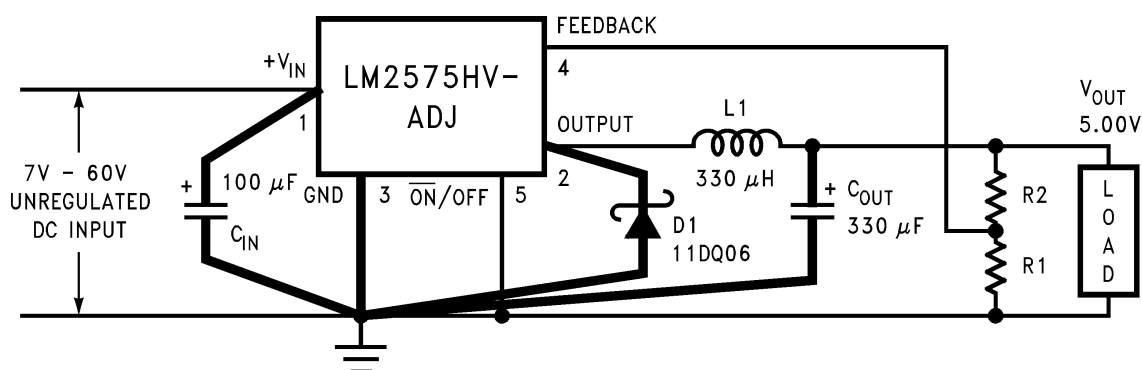 FEEDBACK
+VIN
LM2575HV-
ADJ
4
1
OUTPUT
L1
VOUT
5.00V
7V - 60V
UNREGULATED
DC INPUT
+
100 μF
CIN
GND
3
ON/OFF
5
2
330 μH
D1
11DQ06
+
COUT
330 μF
R2
R1
LOAD